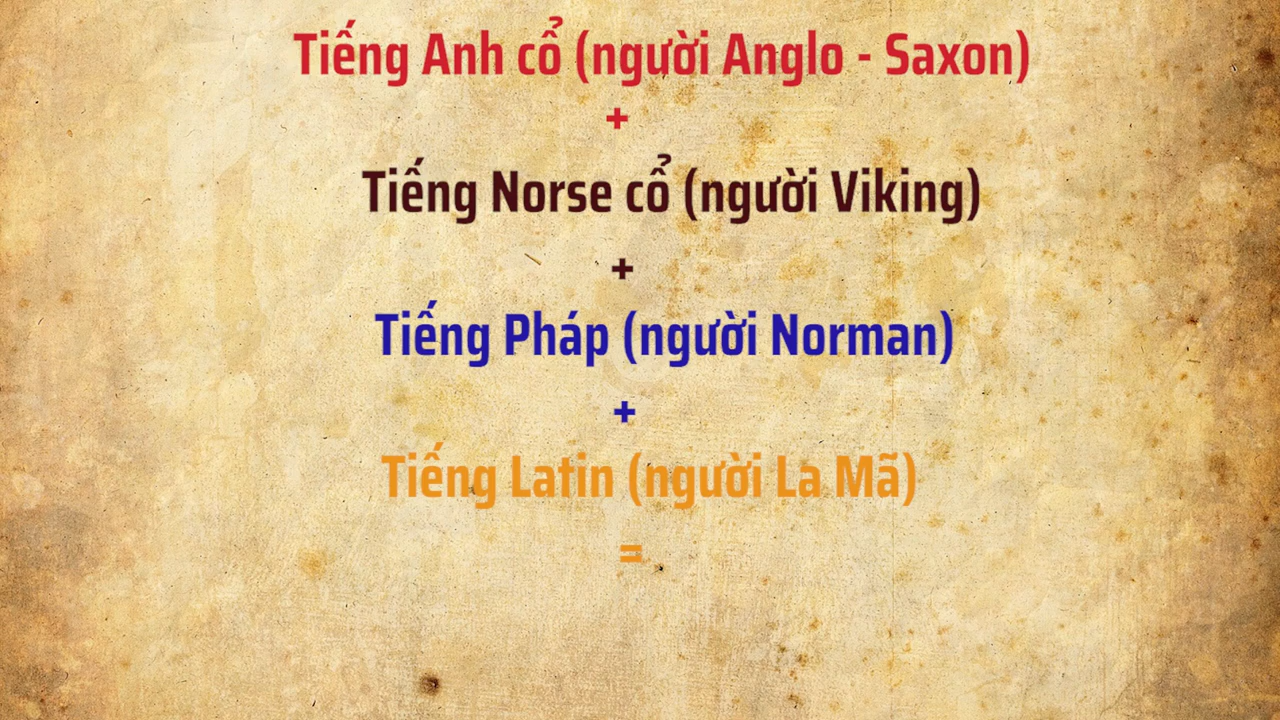 Tiếng Anh cổ (người Anglo - Saxon)
+
Tiếng Norse cổ (người Viking)
+
Tiếng Pháp (người Norman)
+
Tiếng Latin (người La Mã)
=